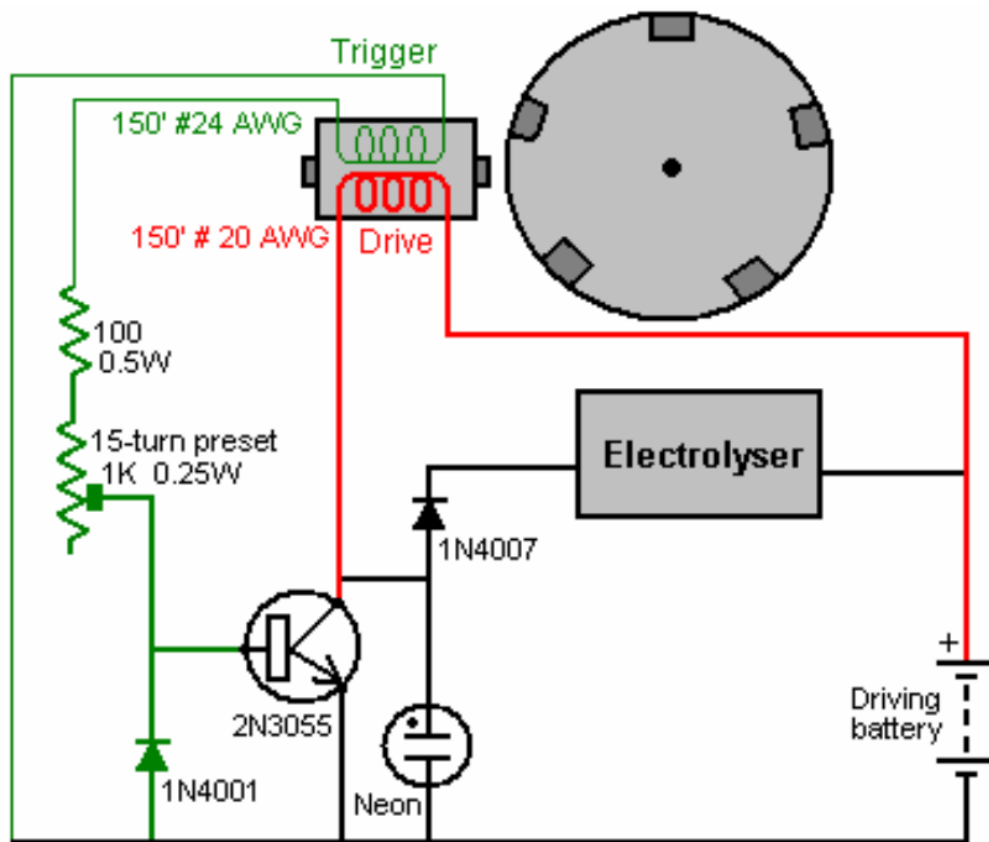 Trigger
150' #24 AWG
150' # 20 AWG
Drive
100
0.5W
15-turn preset
1K 0.25W
Electrolyser
1N4007
+
2N3055
Driving
battery
1N4001
Neon